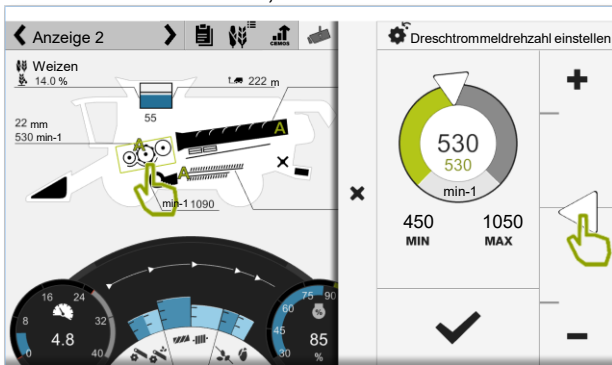 Anzeige 2
CEMOS
Dreschtrommeldrehzahl einstellen
Weizen
14.0 %
222 m
55
22 mm
530 min-1
A
A
A
min-1 1090
530
530
min-1
450
MIN
1050
MAX
0
8
16
24
32
40
4.8
30
45
60
75
90
%
85
%